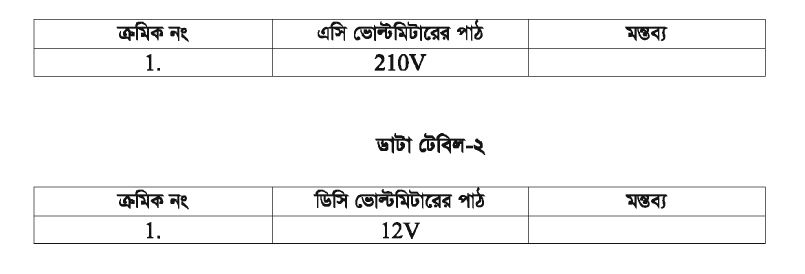 ক্রমিক নং এসি ভোল্টমিটারের পাঠ মন্তব্য
1. 210V
ডাটা টেবিল-২
ক্রমিক নং ডিসি ভোল্টমিটারের পাঠ মন্তব্য
1. 12V